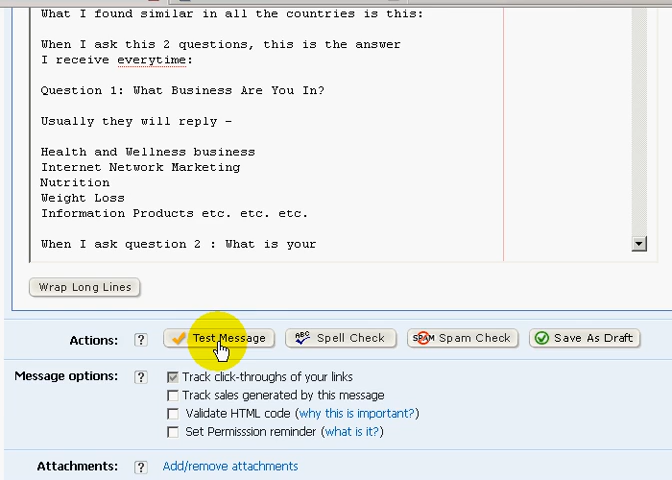 What I found similar in all the countries is this:
When I ask this 2 questions, this is the answer
I receive everytime:
Question 1: What Business Are You In?
Usually they will reply -
Health and Wellness business
Internet Network Marketing
Nutrition
Weight Loss
Information Products etc. etc. etc.
When I ask question 2 : What is your
Wrap Long Lines
Actions: ? Test Message ABC Spell Check SPAM Spam Check Save As Draft
Message options: ? Track click-throughs of your links
Track sales generated by this message
Validate HTML code (why this is important?)
Set Permisssion reminder (what is it?)
Attachments: ? Add/remove attachments